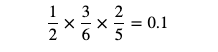 1/2 × 3/6 × 2/5 = 0.1